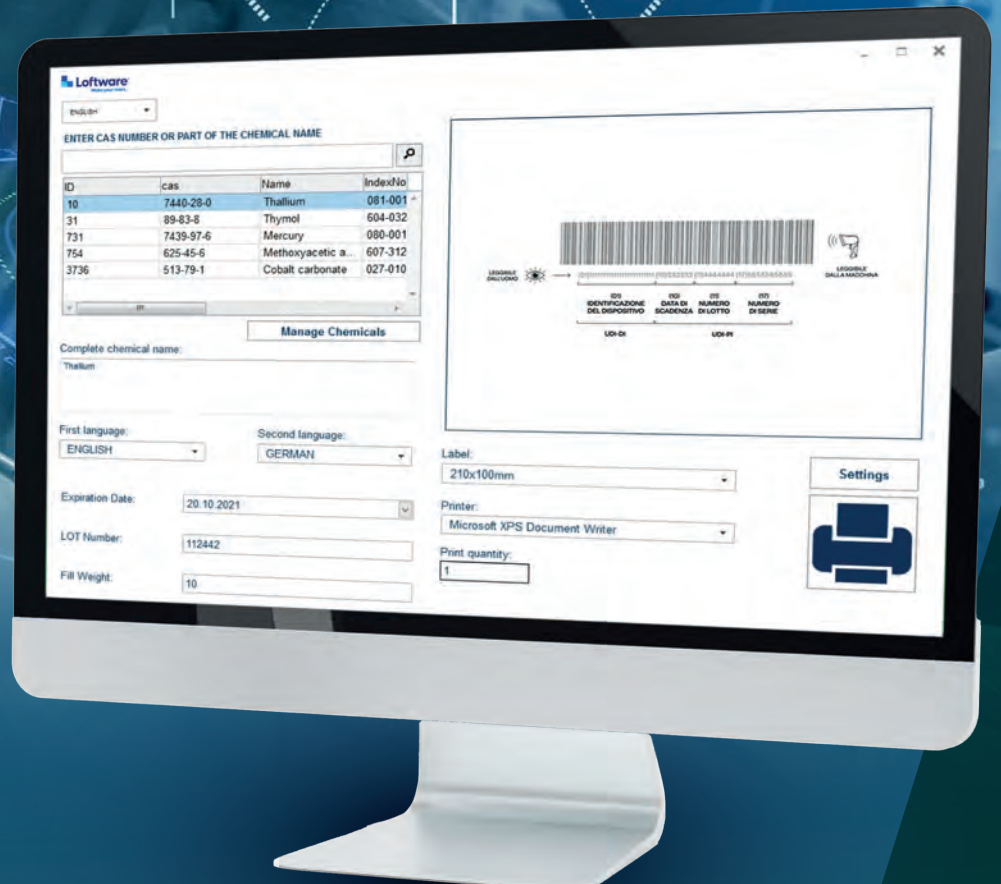 Loftware
ENGLISH
ENTER CAS NUMBER OR PART OF THE CHEMICAL NAME
ID cas Name IndexNo
10 7440-28-0 Thallium 081-001
31 89-83-8 Thymol 604-032
731 7439-97-6 Mercury 080-001
754 625-45-6 Methoxyacetic a... 607-312
3736 513-79-1 Cobalt carbonate 027-010
Manage Chemicals
Complete chemical name:
Thallium
First language:
ENGLISH
Second language:
GERMAN
Expiration Date:
20.10.2021
LOT Number:
112442
Fill Weight:
10
LEGGIBILE
DALL'UOMO
LEGGIBILE
DALLA MACCHINA
(01)
IDENTIFICAZIONE
DEL DISPOSITIVO
(10)
DATA DI
SCADENZA
(11)
NUMERO
DI LOTTO
(17)
NUMERO
DI SERIE
UDI-DI
UDI-PI
Label:
210x100mm
Settings
Printer:
Microsoft XPS Document Writer
Print quantity:
1